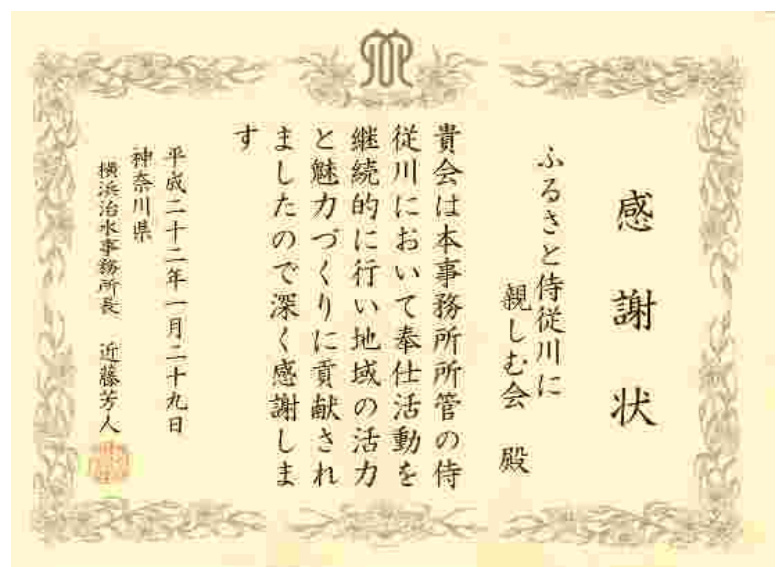 感謝状
ふるさと侍従川に
親しむ会 殿
貴会は本事務所所管の侍
従川において奉仕活動を
継続的に行い地域の活力
と魅力づくりに貢献され
ましたので深く感謝しま
す
平成二十二年一月二十九日
神奈川県
横浜治水事務所長 近藤芳人